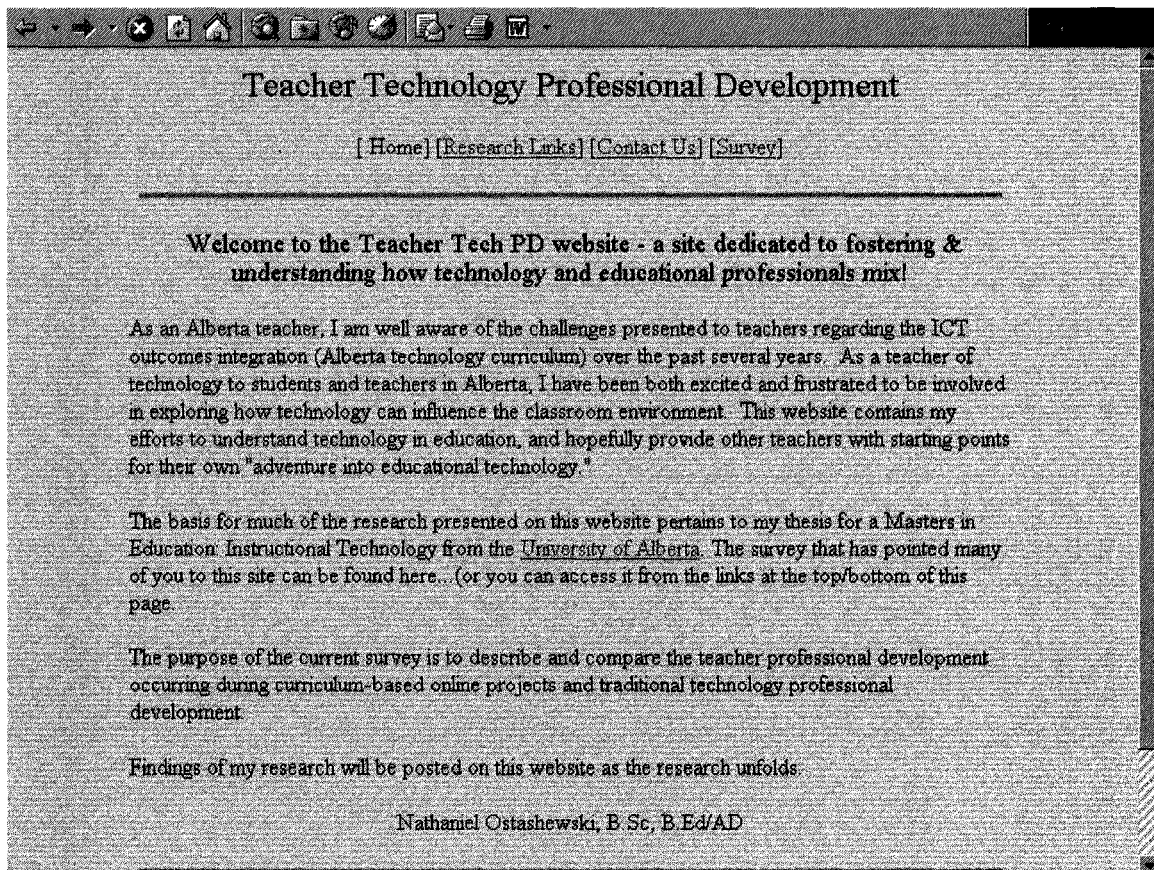 Teacher Technology Professional Development
[ Home] [Research Links] [Contact Us] [Survey]
Welcome to the Teacher Tech PD website - a site dedicated to fostering &
understanding how technology and educational professionals mix!
As an Alberta teacher, I am well aware of the challenges presented to teachers regarding the ICT
outcomes integration (Alberta technology curriculum) over the past several years. As a teacher of
technology to students and teachers in Alberta, I have been both excited and frustrated to be involved
in exploring how technology can influence the classroom environment. This website contains my
efforts to understand technology in education, and hopefully provide other teachers with starting points
for their own "adventure into educational technology."
The basis for much of the research presented on this website pertains to my thesis for a Masters in
Education: Instructional Technology from the University of Alberta. The survey that has pointed many
of you to this site can be found here...(or you can access it from the links at the top/bottom of this
page.
The purpose of the current survey is to describe and compare the teacher professional development
occurring during curriculum-based online projects and traditional technology professional
development.
Findings of my research will be posted on this website as the research unfolds.
Nathaniel Ostashewski, B.Sc, B.Ed/AD